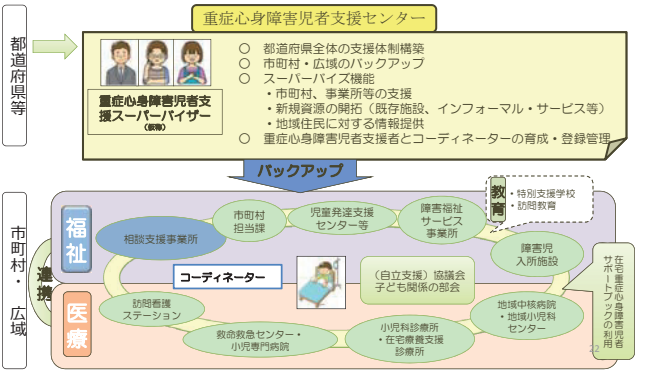 重症心身障害児者支援センター
都道府県等
重症心身障害児者支
援スーパーバイザー
(仮称)
○ 都道府県全体の支援体制構築
○ 市町村・広域のバックアップ
○ スーパーバイズ機能
・市町村、事業所等の支援
・新規資源の開拓（既存施設、インフォーマル・サービス等）
・地域住民に対する情報提供
○ 重症心身障害児者支援者とコーディネーターの育成・登録管理
バックアップ
市町村・広域
連携
福祉
医療
教育
・特別支援学校
・訪問教育
相談支援事業所
市町村
担当課
児童発達支援
センター等
障害福祉
サービス
事業所
障害児
入所施設
コーディネーター
（自立支援）協議会
子ども関係の部会
訪問看護
ステーション
救命救急センター・
小児専門病院
小児科診療所
・在宅療養支援
診療所
地域中核病院
・地域小児科
センター
在宅重症心身障害児者
サポートブックの利用
22